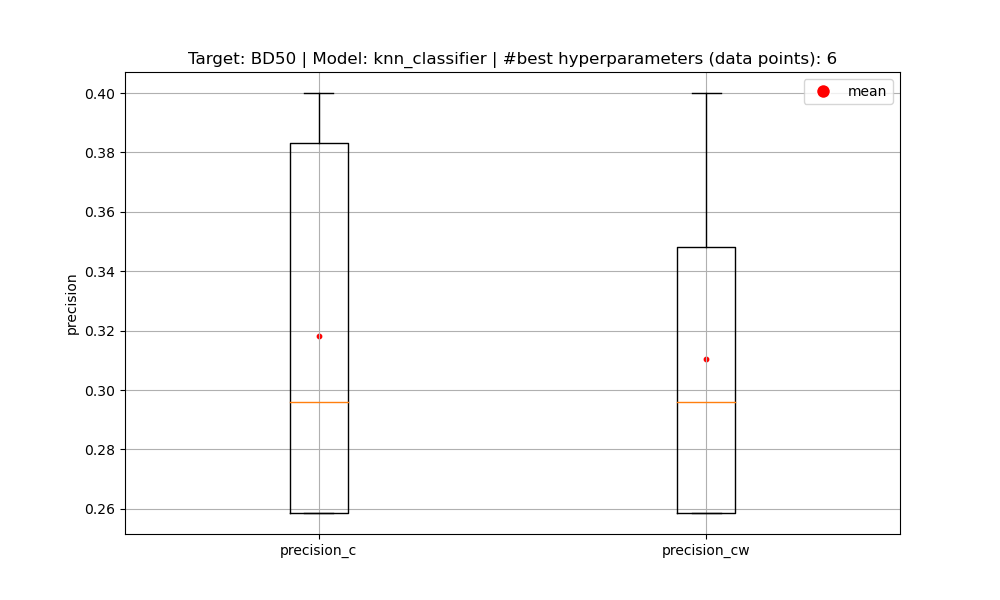 Target: BD50 | Model: knn_classifier | #best hyperparameters (data points): 6
mean
0.40
0.38
0.36
0.34
0.32
0.30
0.28
0.26
precision
precision_c
precision_cw